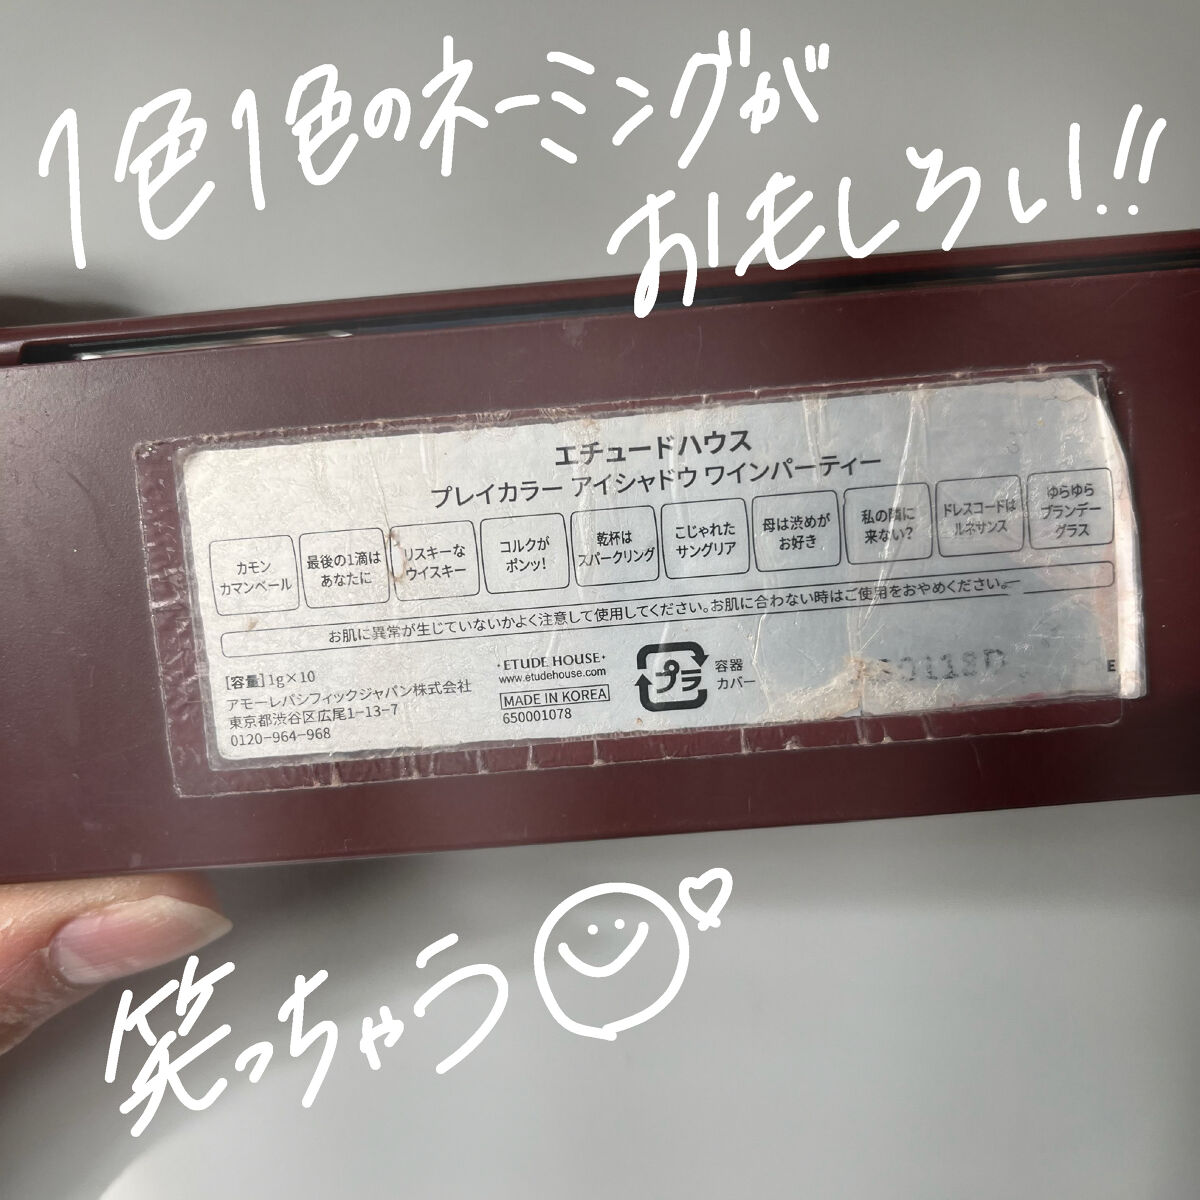 1色1色のネーミングが
おもしろい!!
エチュードハウス
プレイカラー アイシャドウ ワインパーティー
カモン
カマンベール
最後の1滴は
あなたに
リスキーな
ウイスキー
コルクが
ポンッ!
乾杯は
スパークリング
こじゃれた
サングリア
母は渋めが
お好き
私の隣に
来ない?
ドレスコードは
ルネサンス
ゆらゆら
ブランデー
グラス
お肌に異常が生じていないかよく注意して使用してください。お肌に合わない時はご使用をおやめください。
[容量]1g×10
アモーレパシフィックジャパン株式会社
東京都渋谷区広尾1-13-7
0120-964-968
ETUDE HOUSE
www.etudehouse.com
MADE IN KOREA
650001078
プラ
容器
カバー
E
笑っちゃう